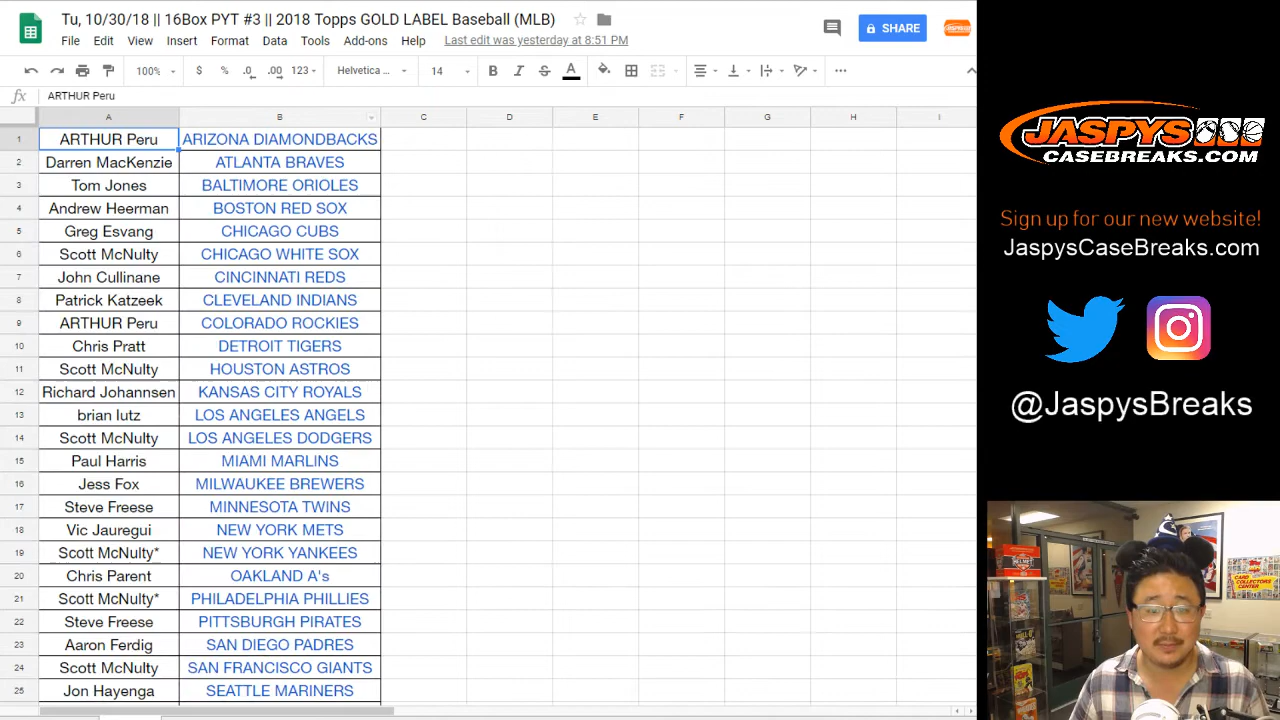 Tu, 10/30/18 || 16Box PYT #3 || 2018 Topps GOLD LABEL Baseball (MLB)
File Edit View Insert Format Data Tools Add-ons Help Last edit was yesterday at 8:51 PM
SHARE
100% $ % .0 .00 123 Helvetica ... 14 B I S A
fx ARTHUR Peru
A B C D E F G H I
1 ARTHUR Peru ARIZONA DIAMONDBACKS
2 Darren MacKenzie ATLANTA BRAVES
3 Tom Jones BALTIMORE ORIOLES
4 Andrew Heerman BOSTON RED SOX
5 Greg Esvang CHICAGO CUBS
6 Scott McNulty CHICAGO WHITE SOX
7 John Cullinane CINCINNATI REDS
8 Patrick Katzeek CLEVELAND INDIANS
9 ARTHUR Peru COLORADO ROCKIES
10 Chris Pratt DETROIT TIGERS
11 Scott McNulty HOUSTON ASTROS
12 Richard Johannsen KANSAS CITY ROYALS
13 brian lutz LOS ANGELES ANGELS
14 Scott McNulty LOS ANGELES DODGERS
15 Paul Harris MIAMI MARLINS
16 Jess Fox MILWAUKEE BREWERS
17 Steve Freese MINNESOTA TWINS
18 Vic Jauregui NEW YORK METS
19 Scott McNulty* NEW YORK YANKEES
20 Chris Parent OAKLAND A's
21 Scott McNulty* PHILADELPHIA PHILLIES
22 Steve Freese PITTSBURGH PIRATES
23 Aaron Ferdig SAN DIEGO PADRES
24 Scott McNulty SAN FRANCISCO GIANTS
25 Jon Hayenga SEATTLE MARINERS
JASPYS
CASEBREAKS.COM
Sign up for our new website!
JaspysCaseBreaks.com
@JaspysBreaks
CARD
COLLECTORS
CENTER